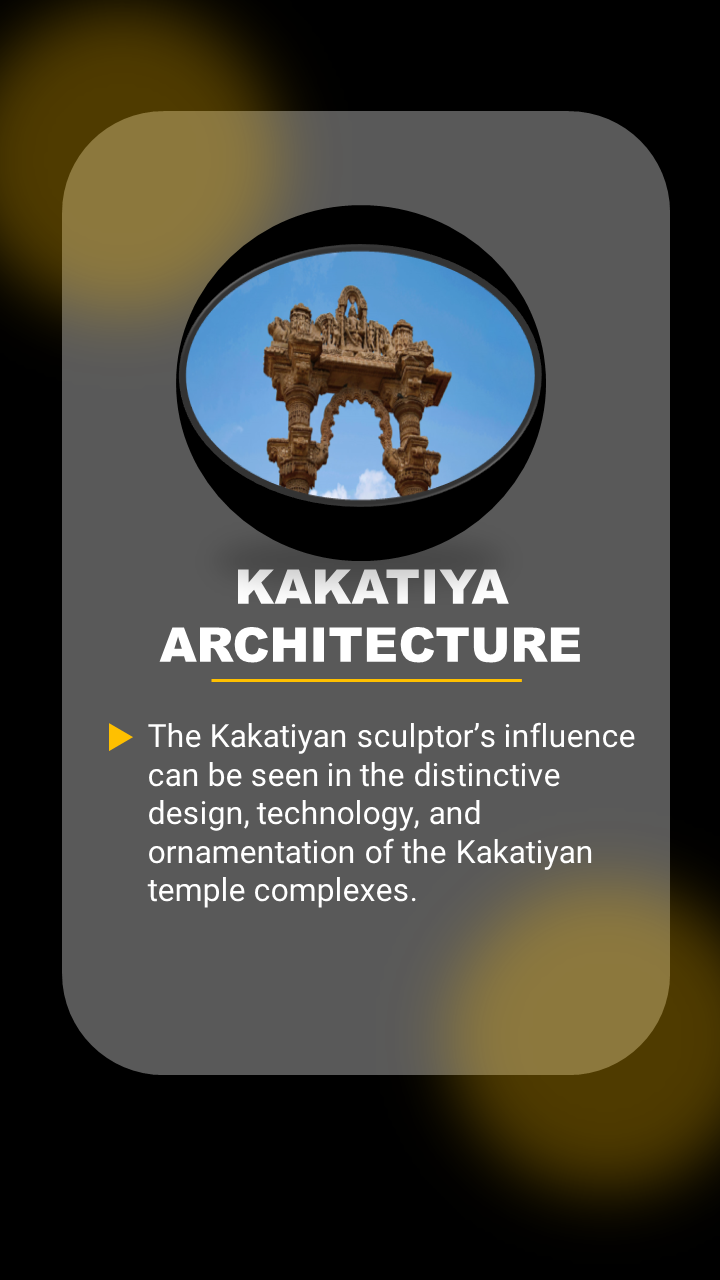 KAKATIYA
ARCHITECTURE
The Kakatiyan sculptor’s influence
can be seen in the distinctive
design, technology, and
ornamentation of the Kakatiyan
temple complexes.